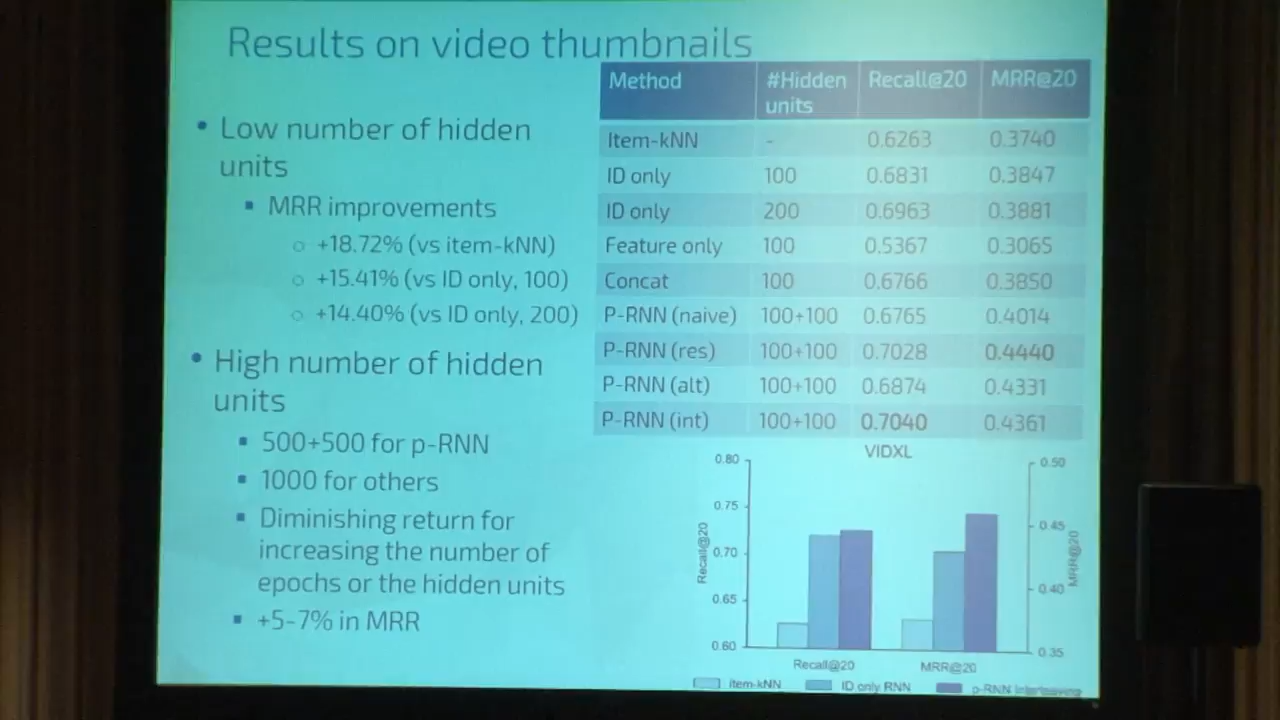 Results on video thumbnails
• Low number of hidden
units
▪ MRR improvements
○ +18.72% (vs item-kNN)
○ +15.41% (vs ID only, 100)
○ +14.40% (vs ID only, 200)
• High number of hidden
units
▪ 500+500 for p-RNN
▪ 1000 for others
▪ Diminishing return for
increasing the number of
epochs or the hidden units
▪ +5-7% in MRR
Method #Hidden units Recall@20 MRR@20
Item-kNN - 0.6263 0.3740
ID only 100 0.6831 0.3847
ID only 200 0.6963 0.3881
Feature only 100 0.5367 0.3065
Concat 100 0.6766 0.3850
P-RNN (naive) 100+100 0.6765 0.4014
P-RNN (res) 100+100 0.7028 0.4440
P-RNN (alt) 100+100 0.6874 0.4331
P-RNN (int) 100+100 0.7040 0.4361
VIDXL
0.80
0.75
0.70
0.65
0.60
Recall@20
0.50
0.45
0.40
0.35
MRR@20
Recall@20 MRR@20
Item-kNN ID only RNN p-RNN Interleaving